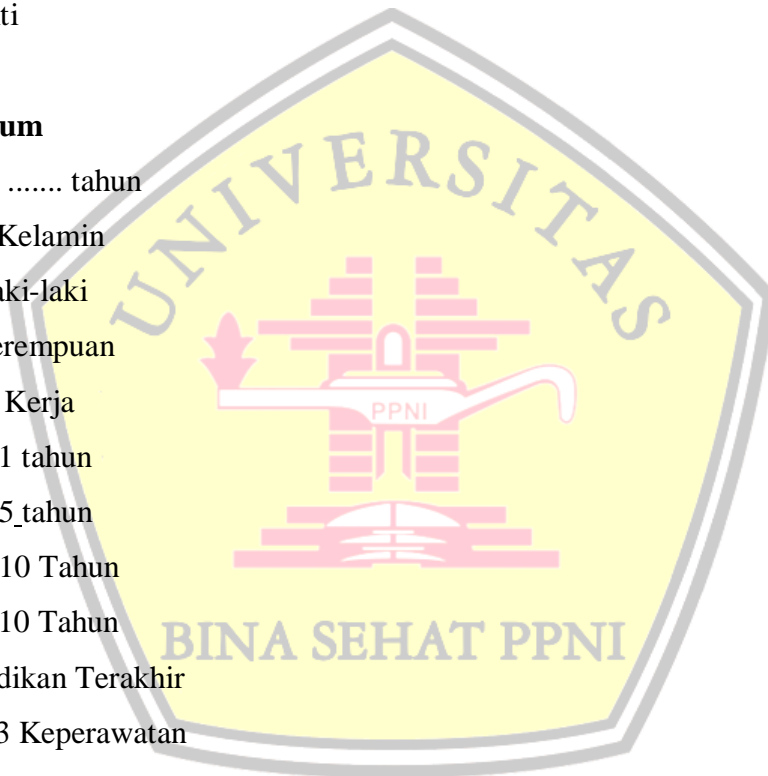 ti
um
....... tahun
Kelamin
aki-laki
erempuan
Kerja
1 tahun
5 tahun
10 Tahun
10 Tahun
dikan Terakhir
3 Keperawatan
UNIVERSITAS
PPNI
BINA SEHAT PPNI